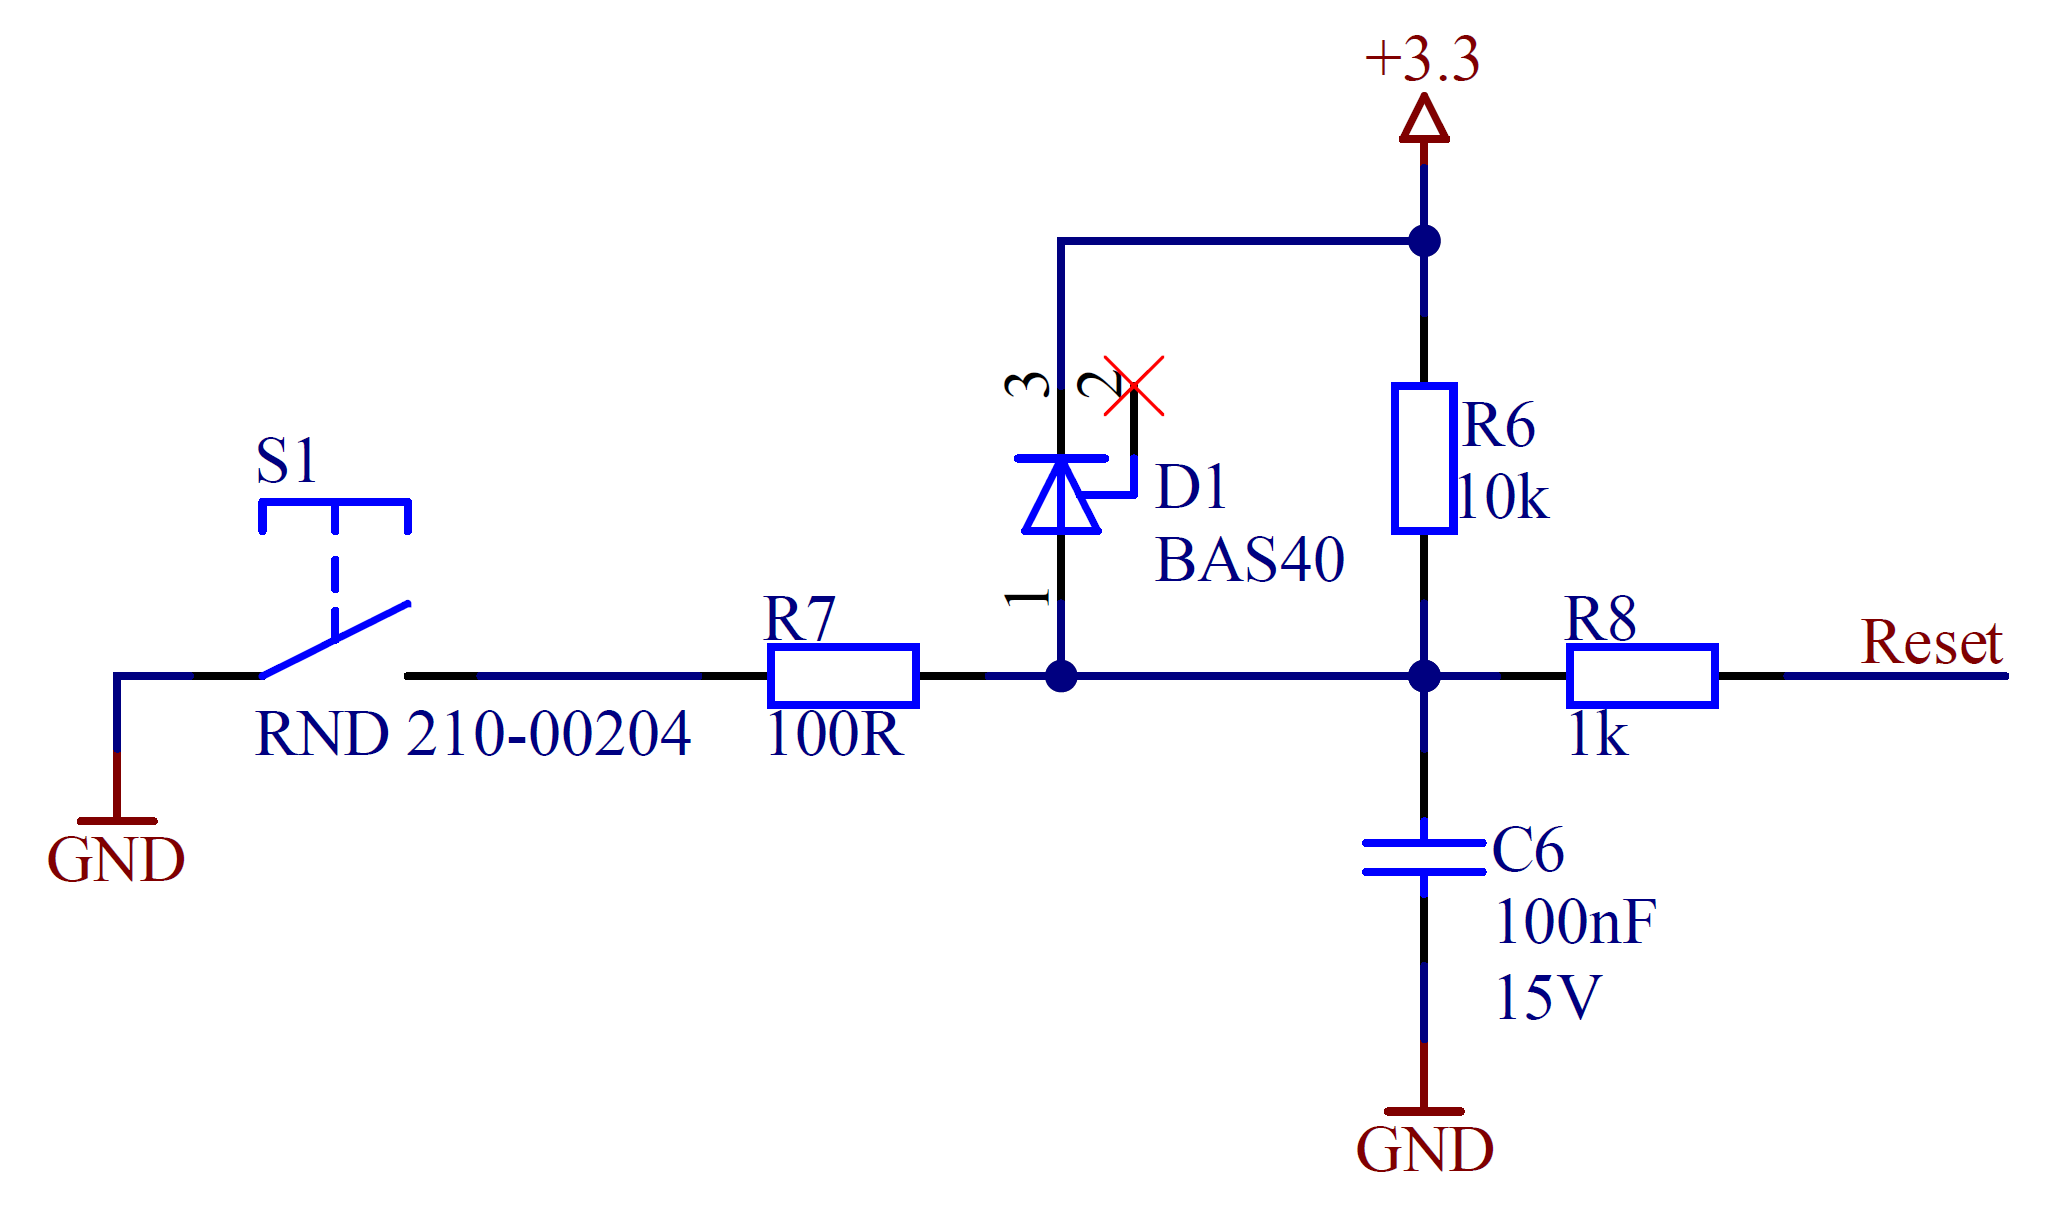 +3.3
3
2
R6
10k
S1
D1
BAS40
1
R7
R8
Reset
RND 210-00204
100R
1k
GND
C6
100nF
15V
GND